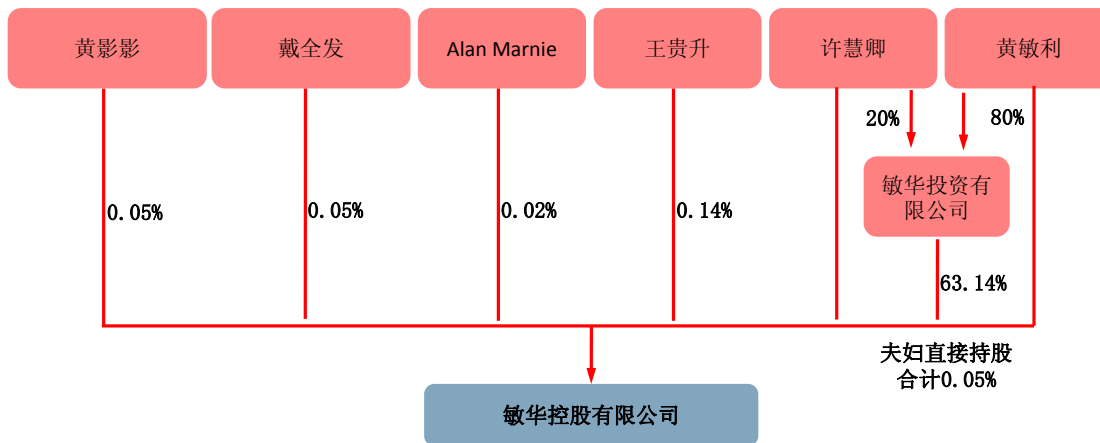 黄影影
戴全发
Alan Marnie
王贵升
许慧卿
黄敏利
20%
80%
敏华投资有
限公司
0.05%
0.05%
0.02%
0.14%
63.14%
夫妇直接持股
合计0.05%
敏华控股有限公司